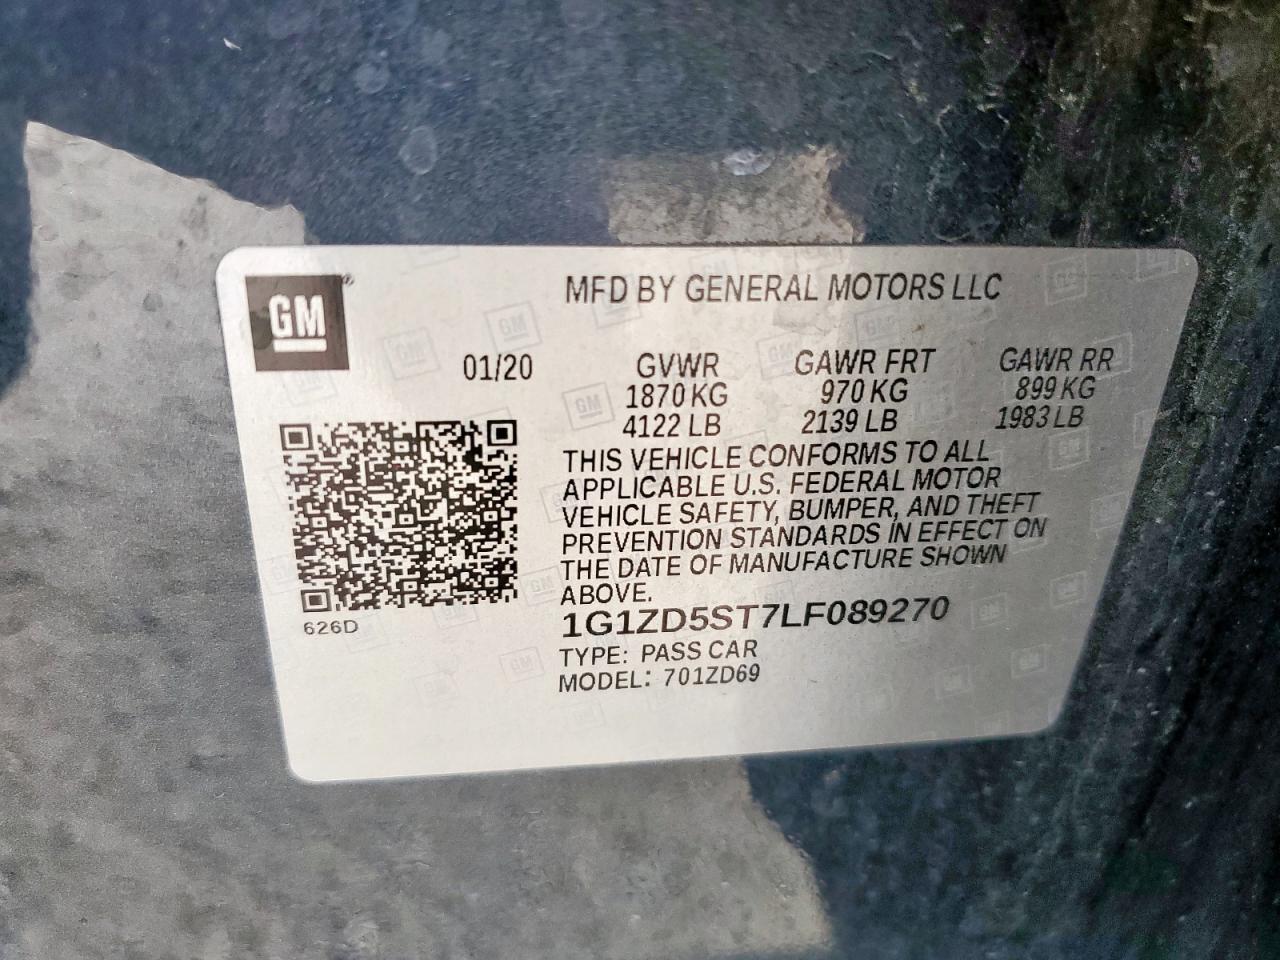 GM
MFD BY GENERAL MOTORS LLC
01/20 GVWR GAWR FRT GAWR RR
1870 KG 970 KG 899 KG
4122 LB 2139 LB 1983 LB
THIS VEHICLE CONFORMS TO ALL
APPLICABLE U.S. FEDERAL MOTOR
VEHICLE SAFETY, BUMPER, AND THEFT
PREVENTION STANDARDS IN EFFECT ON
THE DATE OF MANUFACTURE SHOWN
ABOVE.
1G1ZD5ST7LF089270
626D
TYPE: PASS CAR
MODEL: 701ZD69